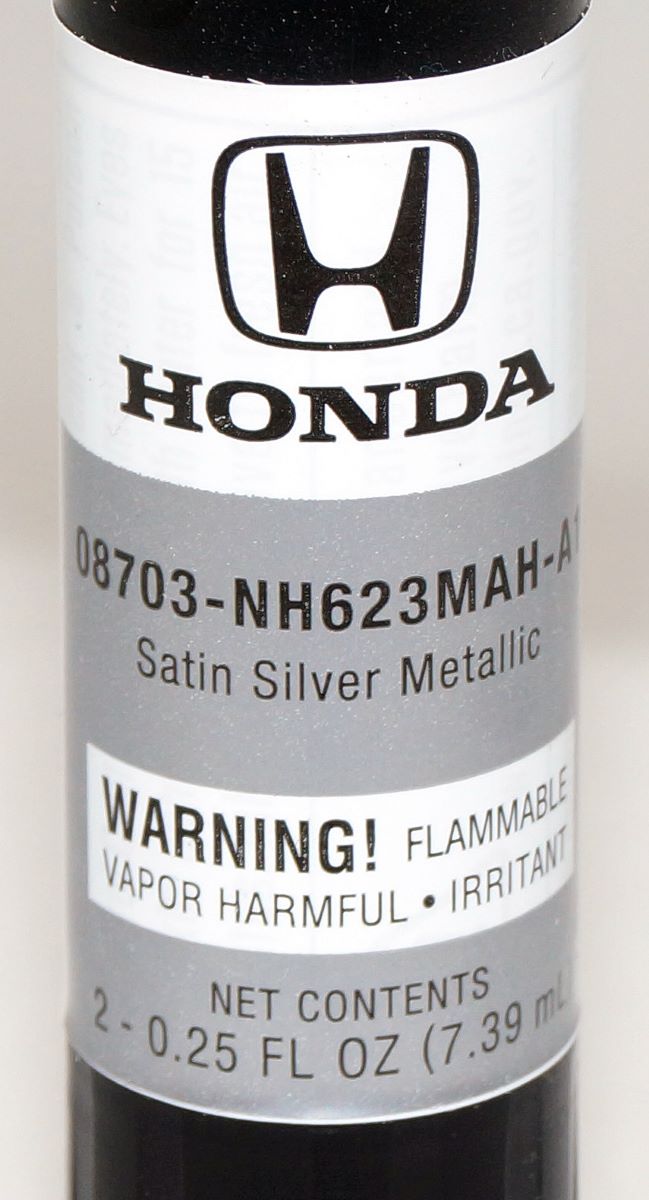 HONDA
08703-NH623MAH-A1
Satin Silver Metallic
WARNING! FLAMMABLE
VAPOR HARMFUL • IRRITANT
NET CONTENTS
2 - 0.25 FL OZ (7.39 mL